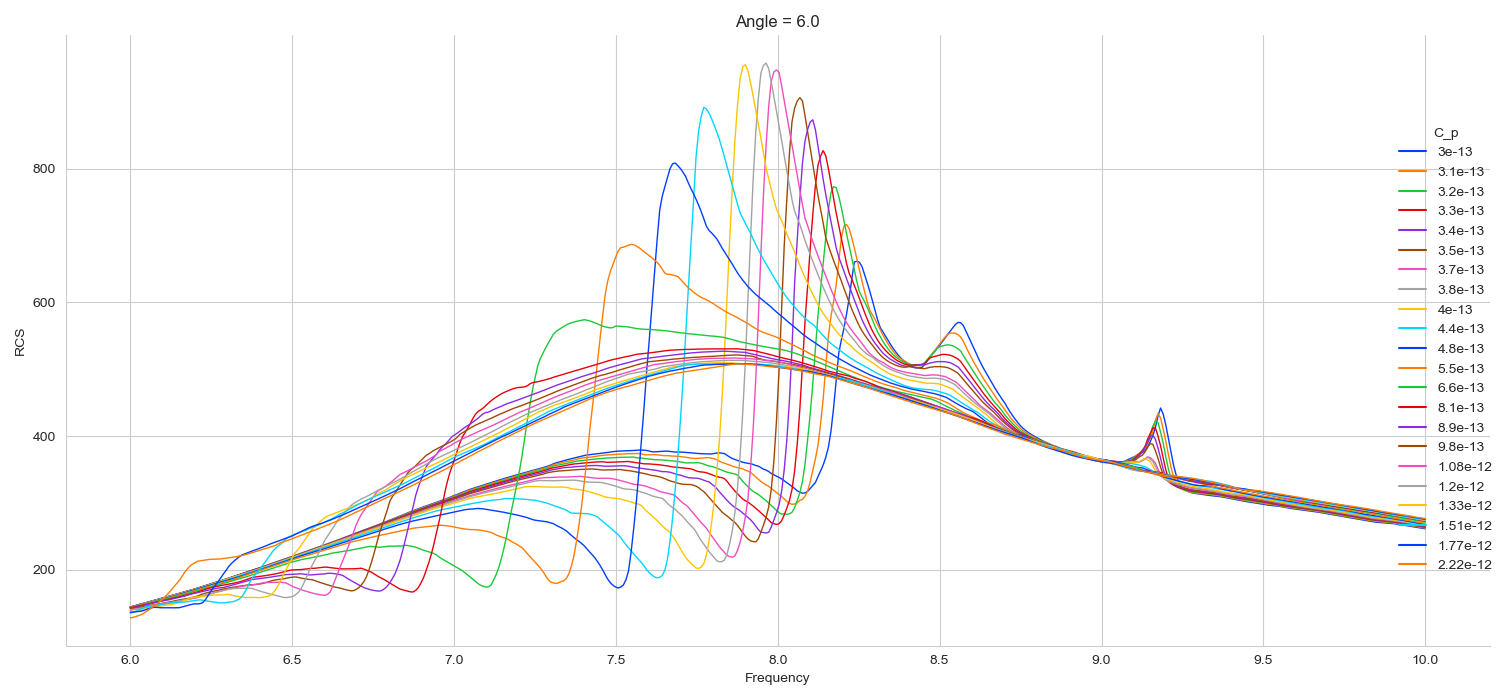 Angle = 6.0
RCS
800
600
400
200
6.0
6.5
7.0
7.5
8.0
8.5
9.0
9.5
10.0
Frequency
C_p
3e-13
3.1e-13
3.2e-13
3.3e-13
3.4e-13
3.5e-13
3.7e-13
3.8e-13
4e-13
4.4e-13
4.8e-13
5.5e-13
6.6e-13
8.1e-13
8.9e-13
9.8e-13
1.08e-12
1.2e-12
1.33e-12
1.51e-12
1.77e-12
2.22e-12